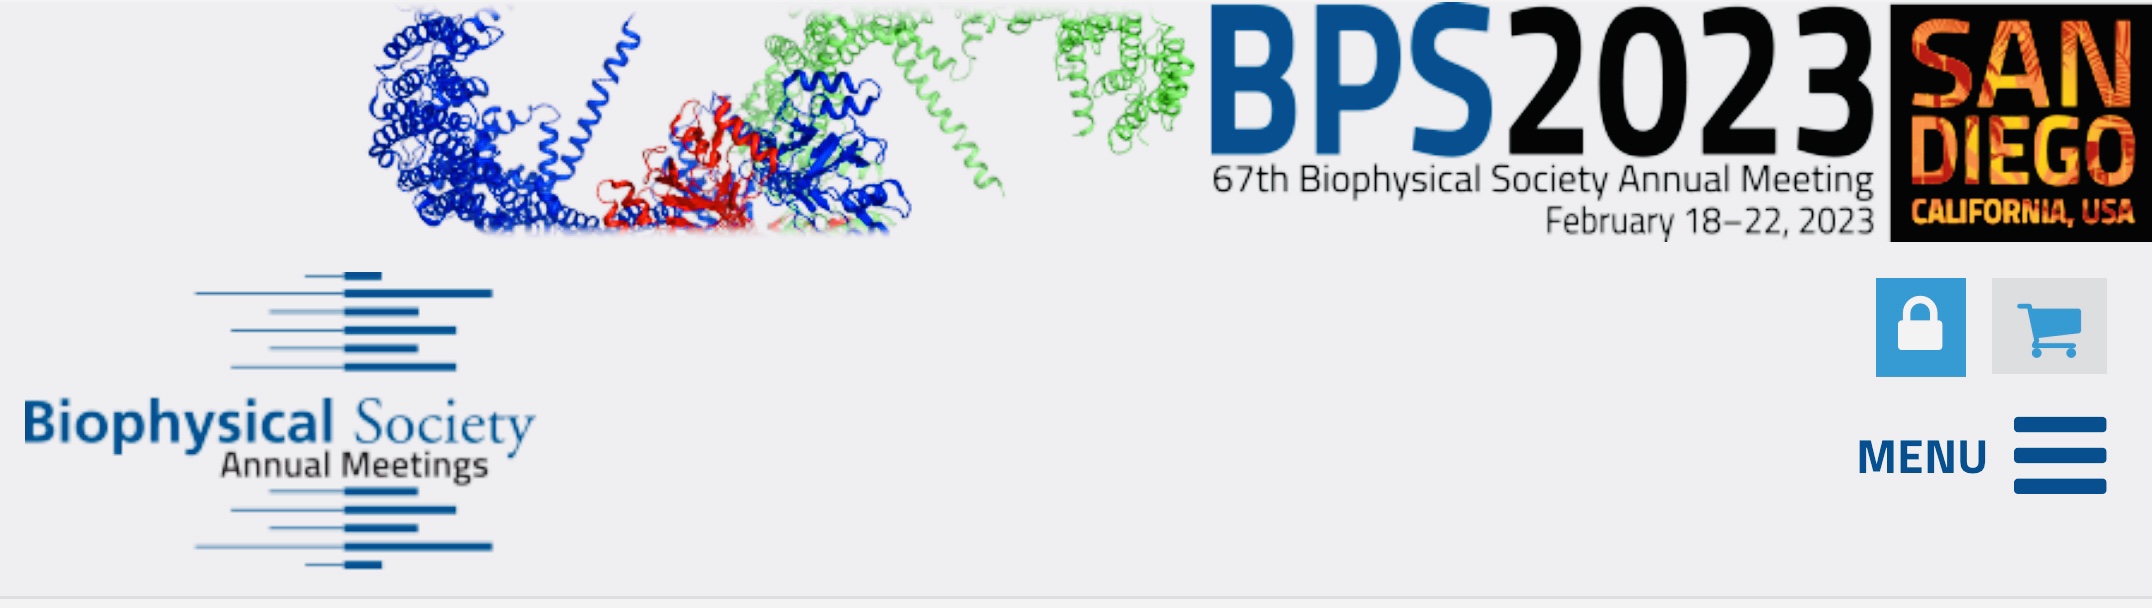 BPS2023
67th Biophysical Society Annual Meeting
February 18–22, 2023
SAN
DIEGO
CALIFORNIA, USA
Biophysical Society
Annual Meetings
MENU